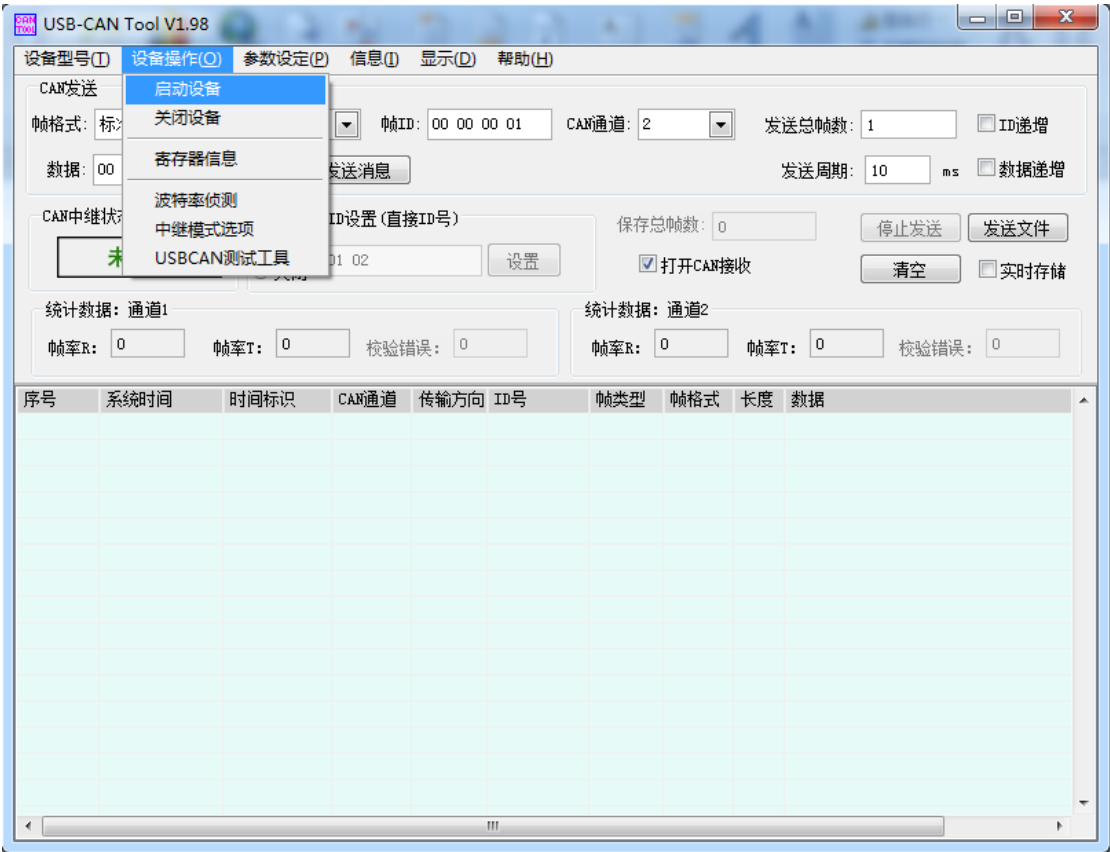 CAN TOOL USB-CAN Tool V1.98
设备型号(T) 设备操作(O) 参数设定(P) 信息(I) 显示(D) 帮助(H)
CAN发送
启动设备
关闭设备
寄存器信息
波特率侦测
中继模式选项
USBCAN测试工具
帧格式: 标 帧ID: 00 00 00 01 CAN通道: 2 发送总帧数: 1 ID递增
数据: 00 发送消息 发送周期: 10 ms 数据递增
CAN中继状 ID设置(直接ID号) 保存总帧数: 0 停止发送 发送文件
未 01 02 设置 打开CAN接收 清空 实时存储
统计数据: 通道1 统计数据: 通道2
帧率R: 0 帧率T: 0 校验错误: 0 帧率R: 0 帧率T: 0 校验错误: 0
序号 系统时间 时间标识 CAN通道 传输方向 ID号 帧类型 帧格式 长度 数据